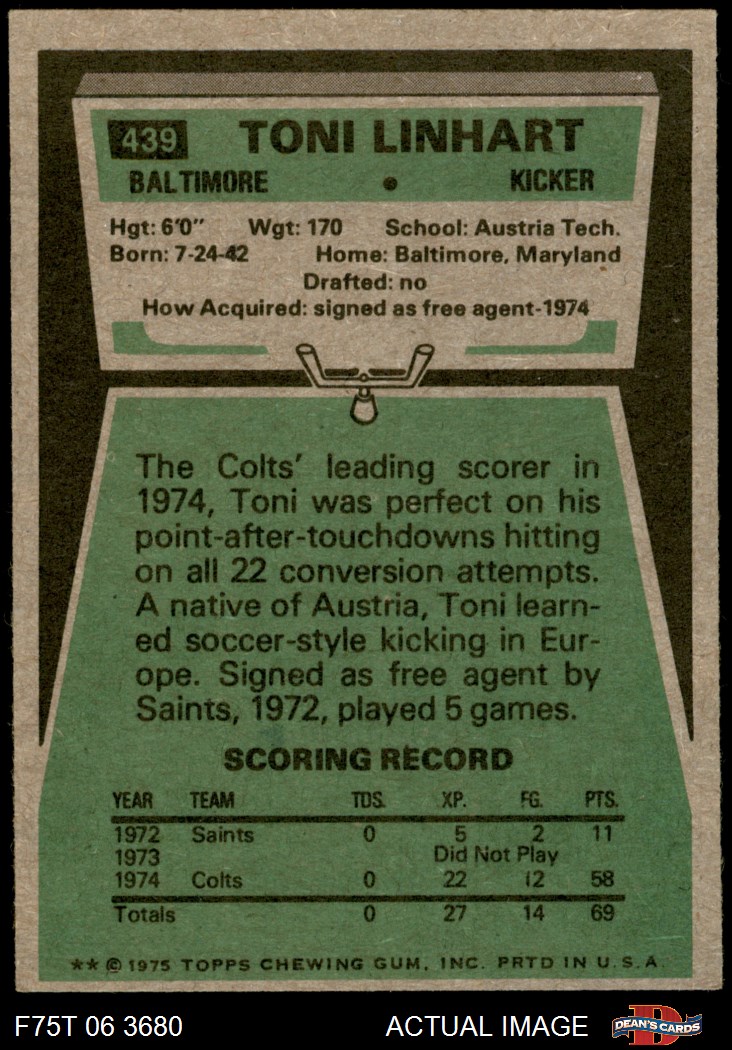 439 TONI LINHART
BALTIMORE • KICKER
Hgt: 6'0" Wgt: 170 School: Austria Tech.
Born: 7-24-42 Home: Baltimore, Maryland
Drafted: no
How Acquired: signed as free agent-1974
The Colts' leading scorer in
1974, Toni was perfect on his
point-after-touchdowns hitting
on all 22 conversion attempts.
A native of Austria, Toni learn-
ed soccer-style kicking in Eur-
ope. Signed as free agent by
Saints, 1972, played 5 games.
SCORING RECORD
YEAR TEAM TDS. XP. FG. PTS.
1972 Saints 0 5 2 11
1973 Did Not Play
1974 Colts 0 22 12 58
Totals 0 27 14 69
** © 1975 TOPPS CHEWING GUM, INC. PRTD IN U.S.A.
F75T 06 3680 ACTUAL IMAGE D DEAN'S CARDS